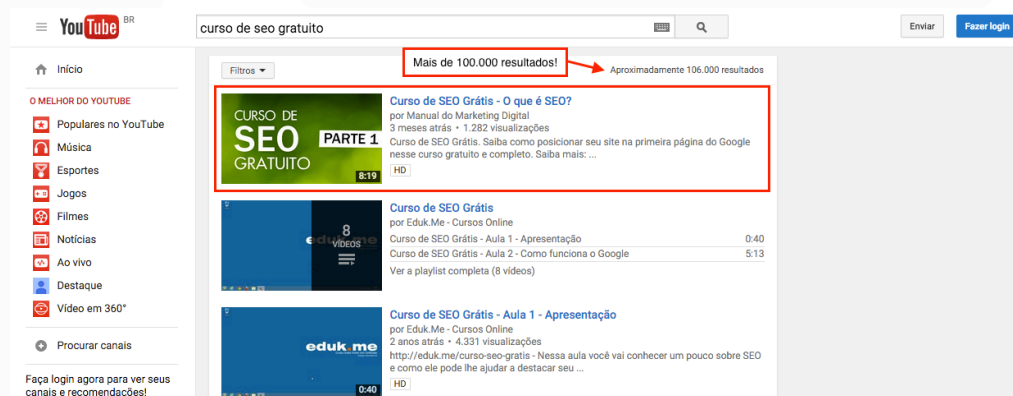 YouTube BR
curso de seo gratuito
Enviar
Fazer login
Início
O MELHOR DO YOUTUBE
Populares no YouTube
Música
Esportes
Jogos
Filmes
Notícias
Ao vivo
Destaque
Vídeo em 360°
Procurar canais
Faça login agora para ver seus
canais e recomendações!
Filtros
Mais de 100.000 resultados!
Aproximadamente 106.000 resultados
CURSO DE
SEO
GRATUITO
PARTE 1
8:19
Curso de SEO Grátis - O que é SEO?
por Manual do Marketing Digital
3 meses atrás • 1.282 visualizações
Curso de SEO Grátis. Saiba como posicionar seu site na primeira página do Google
nesse curso gratuito e completo. Saiba mais: ...
HD
eduk.me
8
VÍDEOS
Curso de SEO Grátis
por Eduk.Me - Cursos Online
Curso de SEO Grátis - Aula 1 - Apresentação 0:40
Curso de SEO Grátis - Aula 2 - Como funciona o Google 5:13
Ver a playlist completa (8 vídeos)
eduk.me
0:40
Curso de SEO Grátis - Aula 1 - Apresentação
por Eduk.Me - Cursos Online
2 anos atrás • 4.331 visualizações
http://eduk.me/curso-seo-gratis - Nessa aula você vai conhecer um pouco sobre SEO
e como ele pode lhe ajudar a destacar seu ...
HD